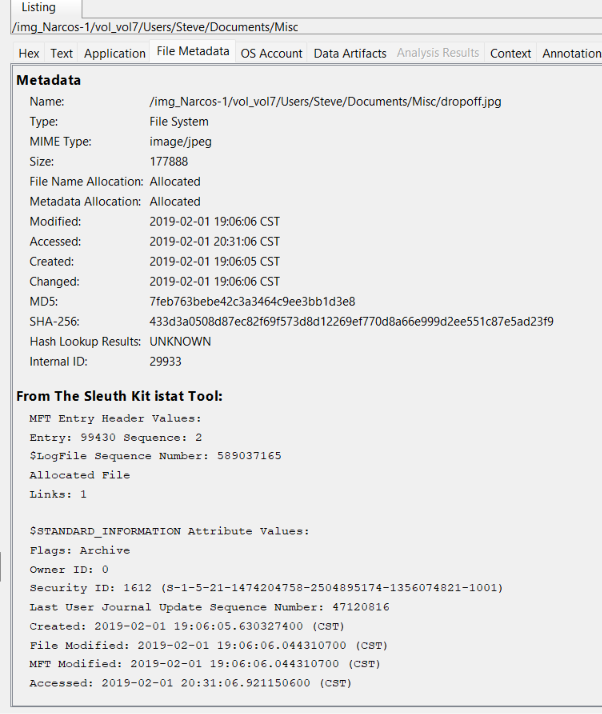 Listing
/img_Narcos-1/vol_vol7/Users/Steve/Documents/Misc
Hex Text Application File Metadata OS Account Data Artifacts Analysis Results Context Annotation
Metadata
Name: /img_Narcos-1/vol_vol7/Users/Steve/Documents/Misc/dropoff.jpg
Type: File System
MIME Type: image/jpeg
Size: 177888
File Name Allocation: Allocated
Metadata Allocation: Allocated
Modified: 2019-02-01 19:06:06 CST
Accessed: 2019-02-01 20:31:06 CST
Created: 2019-02-01 19:06:05 CST
Changed: 2019-02-01 19:06:06 CST
MD5: 7feb763bebe42c3a3464c9ee3bb1d3e8
SHA-256: 433d3a0508d87ec82f69f573d8d12269ef770d8a66e999d2ee551c87e5ad23f9
Hash Lookup Results: UNKNOWN
Internal ID: 29933
From The Sleuth Kit istat Tool:
MFT Entry Header Values:
Entry: 99430 Sequence: 2
$LogFile Sequence Number: 589037165
Allocated File
Links: 1
$STANDARD_INFORMATION Attribute Values:
Flags: Archive
Owner ID: 0
Security ID: 1612 (S-1-5-21-1474204758-2504895174-1356074821-1001)
Last User Journal Update Sequence Number: 47120816
Created: 2019-02-01 19:06:05.630327400 (CST)
File Modified: 2019-02-01 19:06:06.044310700 (CST)
MFT Modified: 2019-02-01 19:06:06.044310700 (CST)
Accessed: 2019-02-01 20:31:06.921150600 (CST)